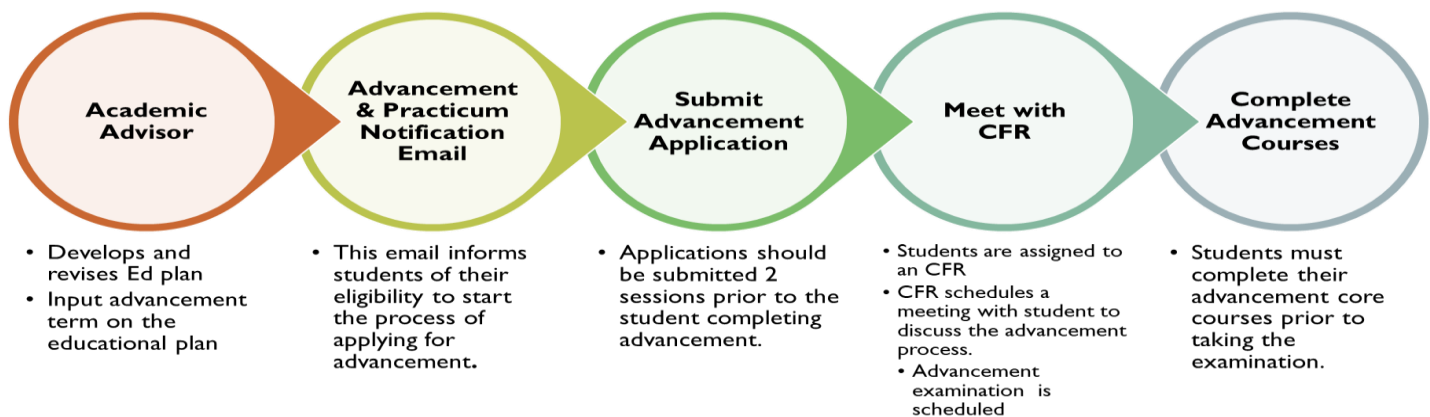 Academic
Advisor
• Develops and
revises Ed plan
• Input advancement
term on the
educational plan
Advancement
& Practicum
Notification
Email
• This email informs
students of their
eligibility to start
the process of
applying for
advancement.
Submit
Advancement
Application
• Applications should
be submitted 2
sessions prior to the
student completing
advancement.
Meet with
CFR
• Students are assigned to
an CFR
• CFR schedules a
meeting with student to
discuss the advancement
process.
• Advancement
examination is
scheduled
Complete
Advancement
Courses
• Students must
complete their
advancement core
courses prior to
taking the
examination.